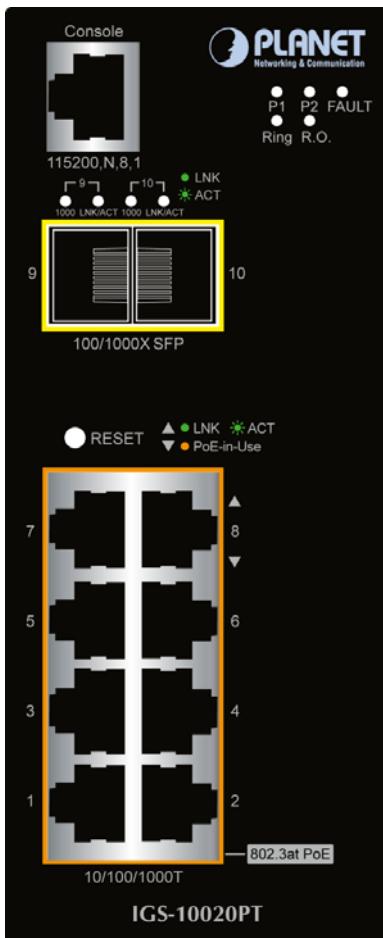 Console
PLANET
Networking & Communication
P1 P2 FAULT
Ring R.O.
115200,N,8,1
9 10
LNK
ACT
1000 LNK/ACT 1000 LNK/ACT
9 10
100/1000X SFP
RESET
LNK ACT
PoE-in-Use
7 8
5 6
3 4
1 2
802.3at PoE
10/100/1000T
IGS-10020PT